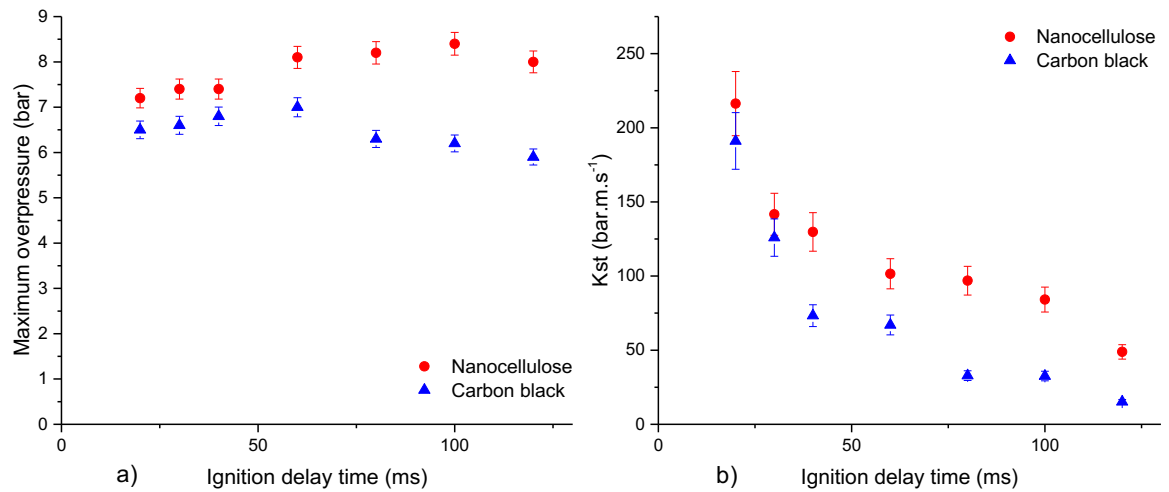 9
8
7
6
5
4
3
2
1
0
Maximum overpressure (bar)
Nanocellulose
Carbon black
0
50
100
a)
Ignition delay time (ms)
250
200
150
100
50
0
Kst (bar.m.s⁻¹)
Nanocellulose
Carbon black
0
50
100
b)
Ignition delay time (ms)